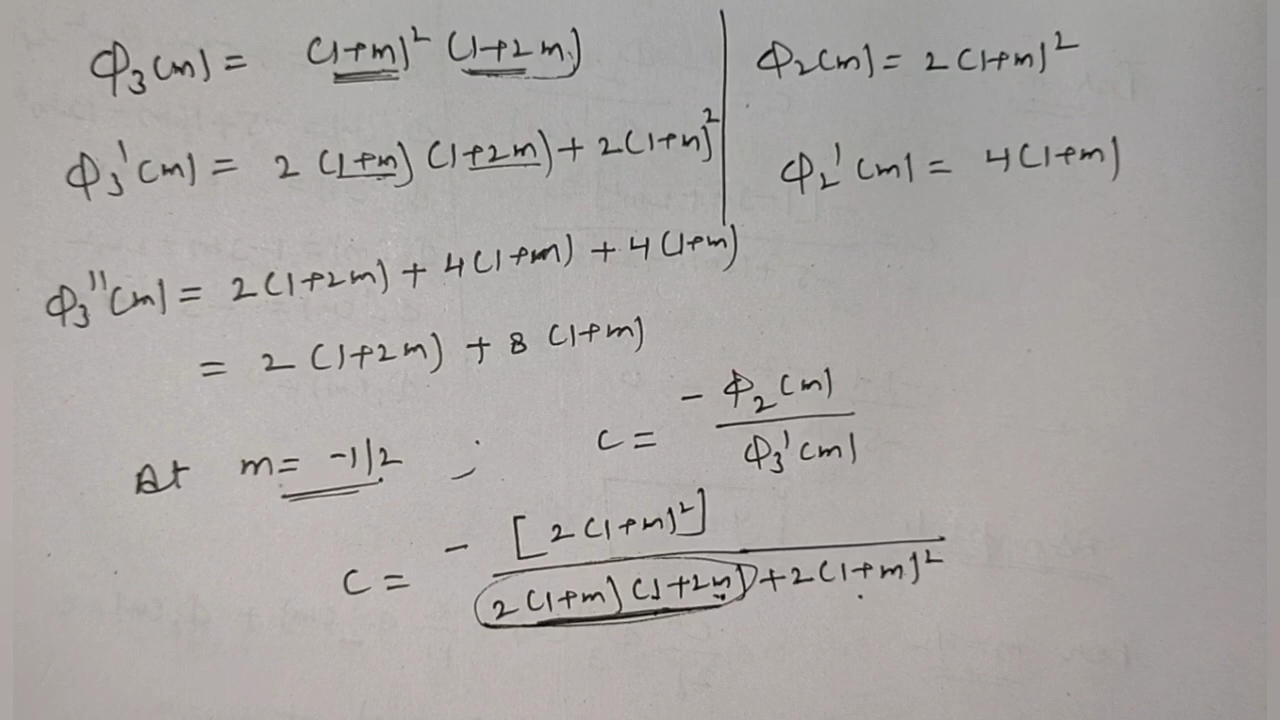 φ₃(m) = (1+m)² (1+2m)
φ₃'(m) = 2(1+m)(1+2m) + 2(1+m)²
φ₂(m) = 2(1+m)²
φ₂'(m) = 4(1+m)
φ₃''(m) = 2(1+2m) + 4(1+m) + 4(1+m)
= 2(1+2m) + 8(1+m)
At m = -1/2 ; c = -φ₂(m) / φ₃'(m)
c = -[2(1+m)²] / 2(1+m)(1+2m) + 2(1+m)²